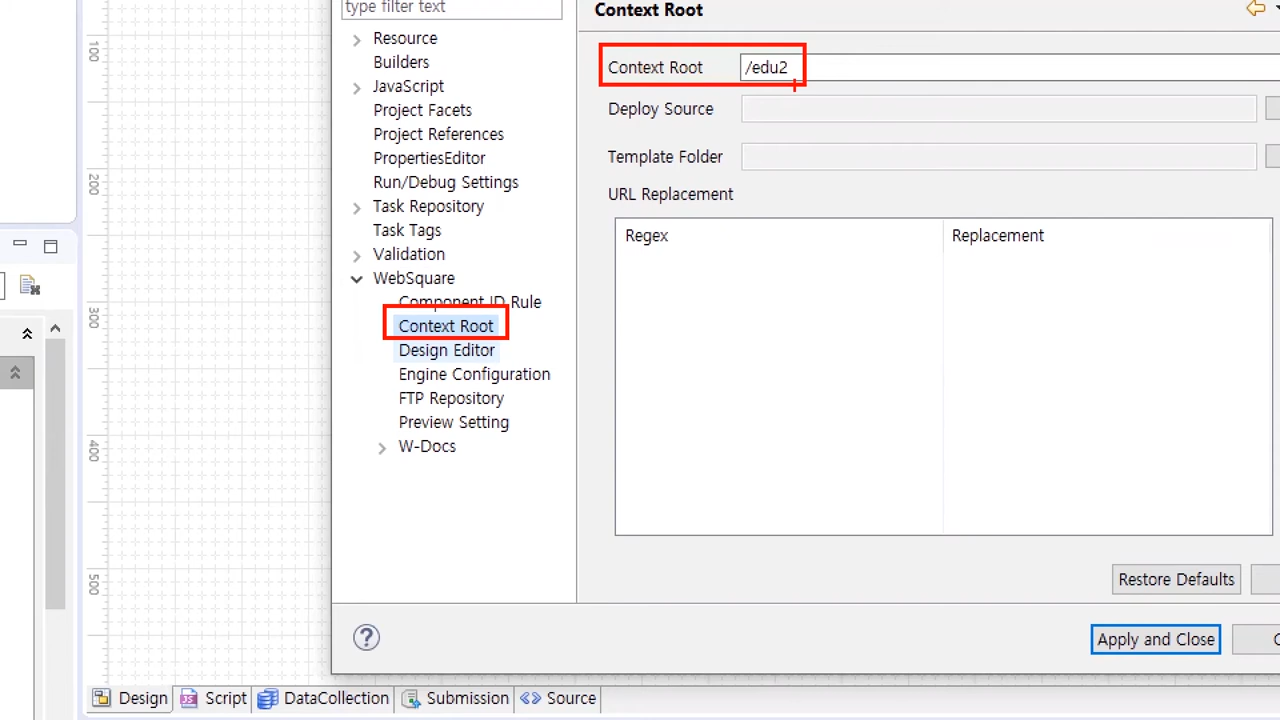 type filter text
Context Root
Resource
Builders
JavaScript
Project Facets
Project References
PropertiesEditor
Run/Debug Settings
Task Repository
Task Tags
Validation
WebSquare
Component ID Rule
Context Root
Design Editor
Engine Configuration
FTP Repository
Preview Setting
W-Docs
Context Root /edu2
Deploy Source
Template Folder
URL Replacement
Regex Replacement
Restore Defaults
Apply and Close
100
200
300
400
500
Design JS Script DataCollection Submission Source